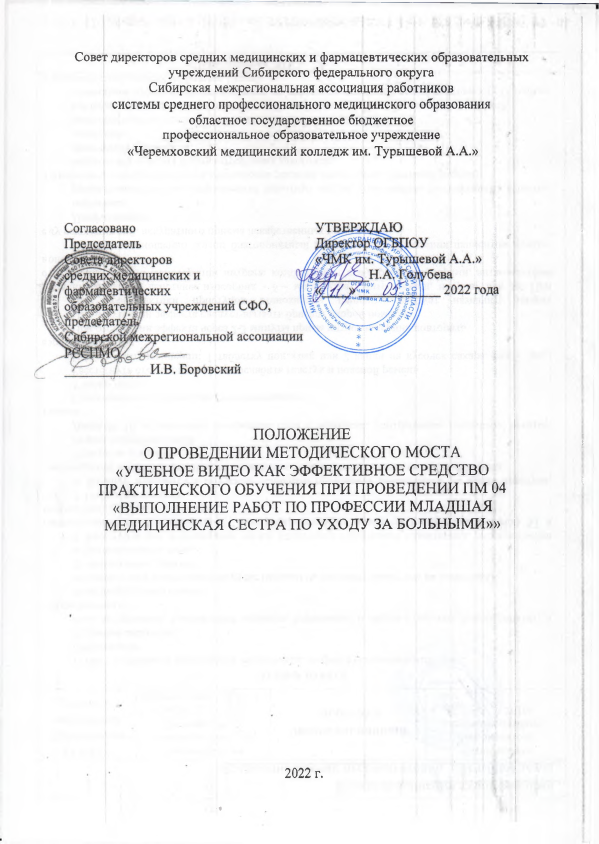 Совет директоров средних медицинских и фармацевтических образовательных
учреждений Сибирского федерального округа
Сибирская межрегиональная ассоциация работников
системы среднего профессионального медицинского образования
областное государственное бюджетное
профессиональное образовательное учреждение
«Черемховский медицинский колледж им. Турышевой А.А.»
Согласовано
Председатель
Совета директоров
средних медицинских и
фармацевтических
образовательных учреждений СФО,
председатель
Сибирской межрегиональной ассоциации
РССПМО
И.В. Боровский
УТВЕРЖДАЮ
Директор ОГБПОУ
«ЧМК им. Турышевой А.А.»
Н.А. Голубева
«11» 2022 года
ПОЛОЖЕНИЕ
О ПРОВЕДЕНИИ МЕТОДИЧЕСКОГО МОСТА
«УЧЕБНОЕ ВИДЕО КАК ЭФФЕКТИВНОЕ СРЕДСТВО
ПРАКТИЧЕСКОГО ОБУЧЕНИЯ ПРИ ПРОВЕДЕНИИ ПМ 04
«ВЫПОЛНЕНИЕ РАБОТ ПО ПРОФЕССИИ МЛАДШАЯ
МЕДИЦИНСКАЯ СЕСТРА ПО УХОДУ ЗА БОЛЬНЫМИ»»
2022 г.